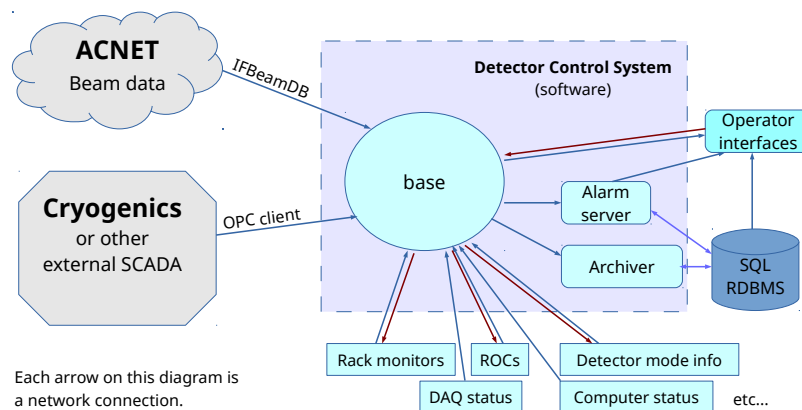 ACNET
Beam data
IFBeamDB
Detector Control System
(software)
Operator
interfaces
base
Cryogenics
or other
external SCADA
OPC client
Alarm
server
Archiver
SQL
RDBMS
Rack monitors
ROCs
Detector mode info
Each arrow on this diagram is
a network connection.
DAQ status
Computer status
etc...